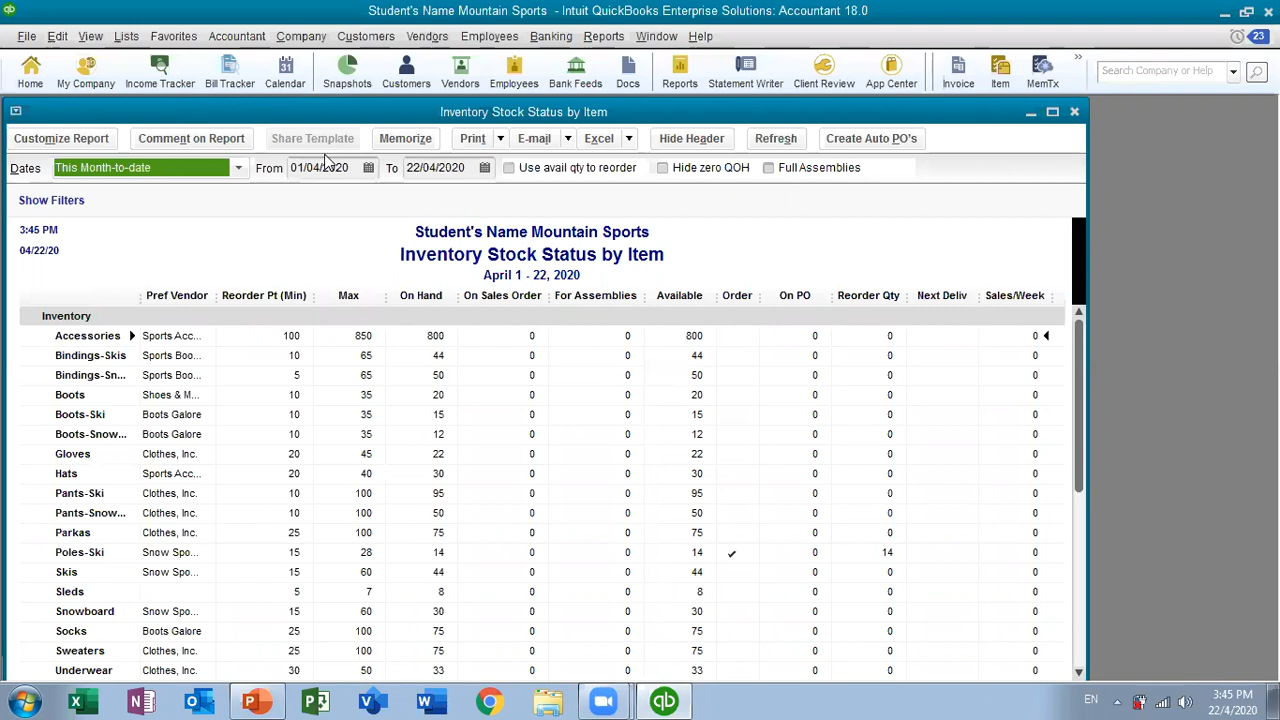 Student's Name Mountain Sports - Intuit QuickBooks Enterprise Solutions: Accountant 18.0
File Edit View Lists Favorites Accountant Company Customers Vendors Employees Banking Reports Window Help 23
Home My Company Income Tracker Bill Tracker Calendar Snapshots Customers Vendors Employees Bank Feeds Docs Reports Statement Writer Client Review App Center Invoice Item MemTx » Search Company or Help
Inventory Stock Status by Item
Customize Report Comment on Report Share Template Memorize Print E-mail Excel Hide Header Refresh Create Auto PO's
Dates This Month-to-date From 01/04/2020 To 22/04/2020 Use avail qty to reorder Hide zero QOH Full Assemblies
Show Filters
3:45 PM Student's Name Mountain Sports
04/22/20 Inventory Stock Status by Item
April 1 - 22, 2020
Pref Vendor Reorder Pt (Min) Max On Hand On Sales Order For Assemblies Available Order On PO Reorder Qty Next Deliv Sales/Week
Inventory
Accessories Sports Acc... 100 850 800 0 0 800 0 0 0
Bindings-Skis Sports Boo... 10 65 44 0 0 44 0 0 0
Bindings-Sn... Sports Boo... 5 65 50 0 0 50 0 0 0
Boots Shoes & M... 10 35 20 0 0 20 0 0 0
Boots-Ski Boots Galore 10 35 15 0 0 15 0 0 0
Boots-Snow... Boots Galore 10 35 12 0 0 12 0 0 0
Gloves Clothes, Inc. 20 45 22 0 0 22 0 0 0
Hats Sports Acc... 20 40 30 0 0 30 0 0 0
Pants-Ski Clothes, Inc. 10 100 95 0 0 95 0 0 0
Pants-Snow... Clothes, Inc. 10 100 50 0 0 50 0 0 0
Parkas Clothes, Inc. 25 100 75 0 0 75 0 0 0
Poles-Ski Snow Spo... 15 28 14 0 0 14 ✓ 0 14 0
Skis Snow Spo... 15 60 44 0 0 44 0 0 0
Sleds 5 7 8 0 0 8 0 0 0
Snowboard Snow Spo... 15 60 30 0 0 30 0 0 0
Socks Boots Galore 25 100 75 0 0 75 0 0 0
Sweaters Clothes, Inc. 25 100 75 0 0 75 0 0 0
Underwear Clothes, Inc. 30 50 33 0 0 33 0 0 0
EN 3:45 PM
22/4/2020